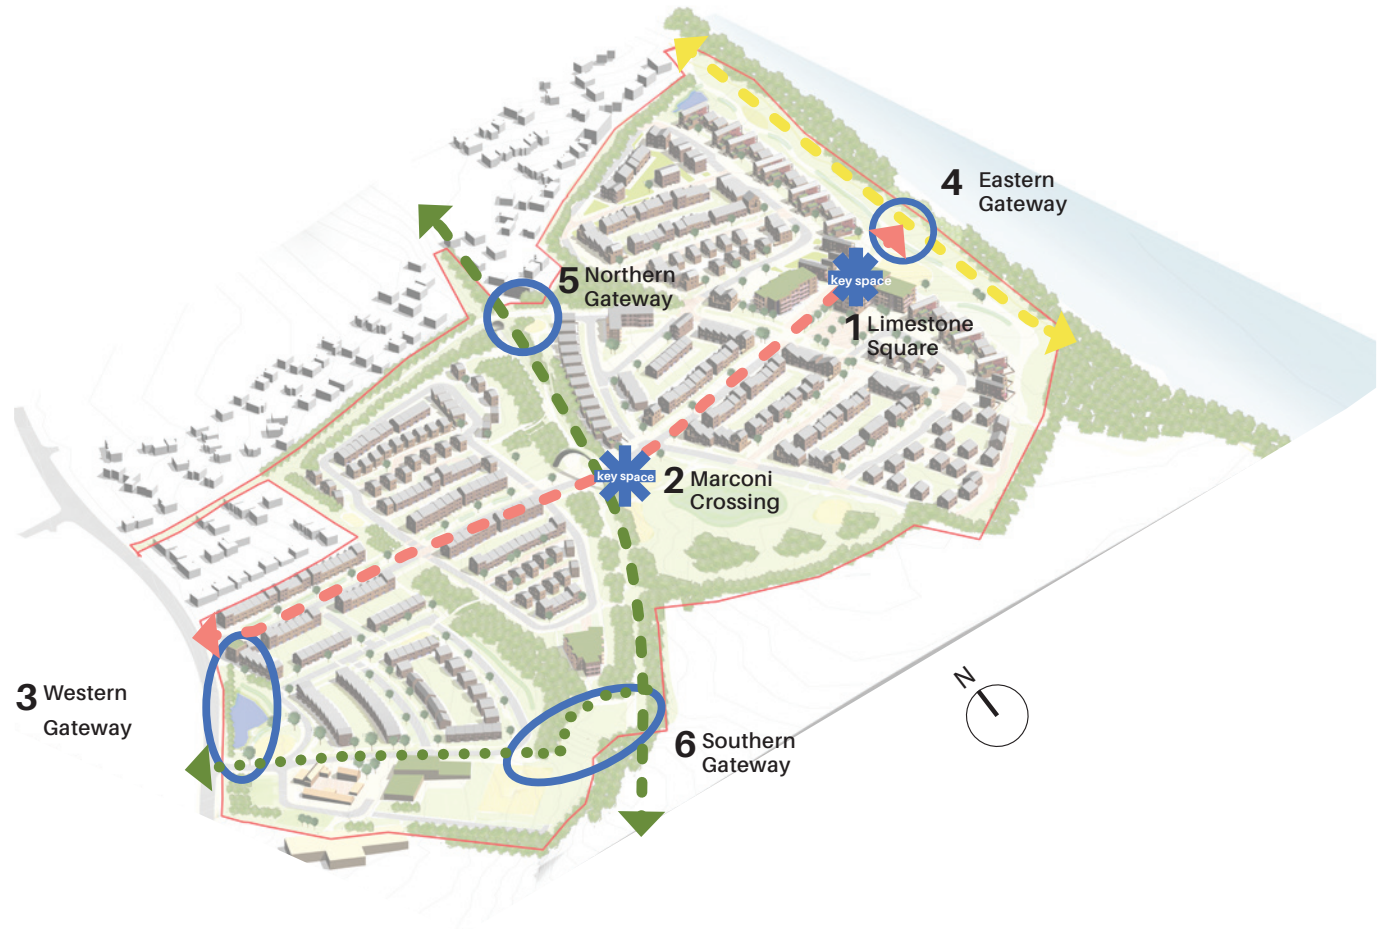 4 Eastern
Gateway
5 Northern
Gateway
key space
1 Limestone
Square
key space
2 Marconi
Crossing
N
3 Western
Gateway
6 Southern
Gateway